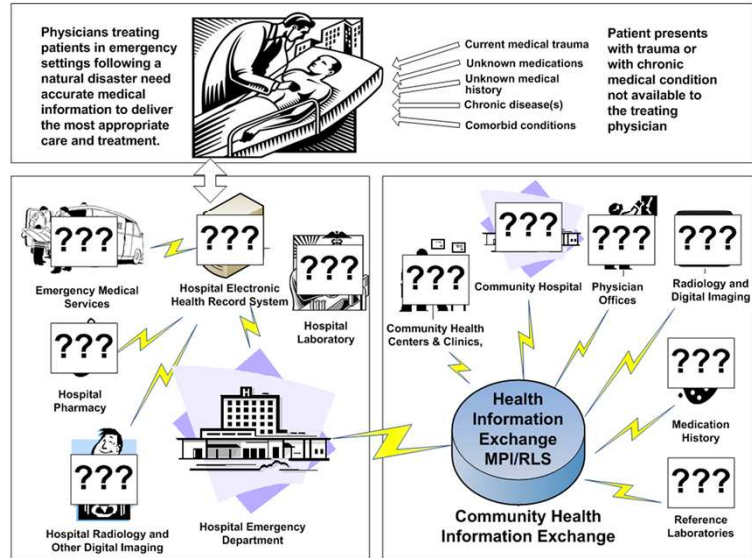 Physicians treating
patients in emergency
settings following a
natural disaster need
accurate medical
information to deliver
the most appropriate
care and treatment.
Current medical trauma
Unknown medications
Unknown medical
history
Chronic disease(s)
Comorbid conditions
Patient presents
with trauma or
with chronic
medical condition
not available to
the treating
physician
???
Emergency Medical
Services
???
Hospital Electronic
Health Record System
???
Hospital
Laboratory
???
Hospital
Pharmacy
???
Hospital Radiology and
Other Digital Imaging
H
Hospital Emergency
Department
???
Community Health
Centers & Clinics,
???
Community Hospital
???
Physician
Offices
???
Radiology and
Digital Imaging
???
Medication
History
???
Reference
Laboratories
Health
Information
Exchange
MPI/RLS
Community Health
Information Exchange